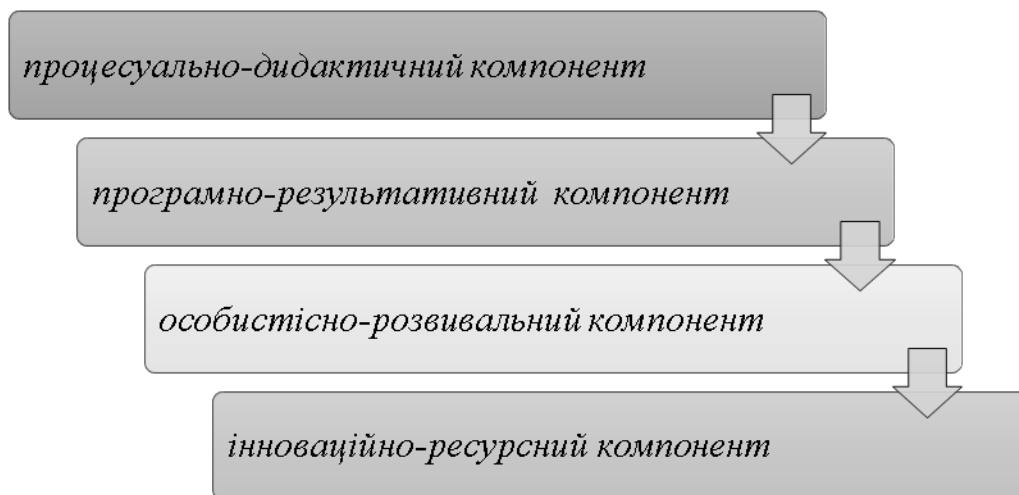 процесуально-дидактичний компонент
програмно-результативний компонент
особистісно-розвивальний компонент
інноваційно-ресурсний компонент